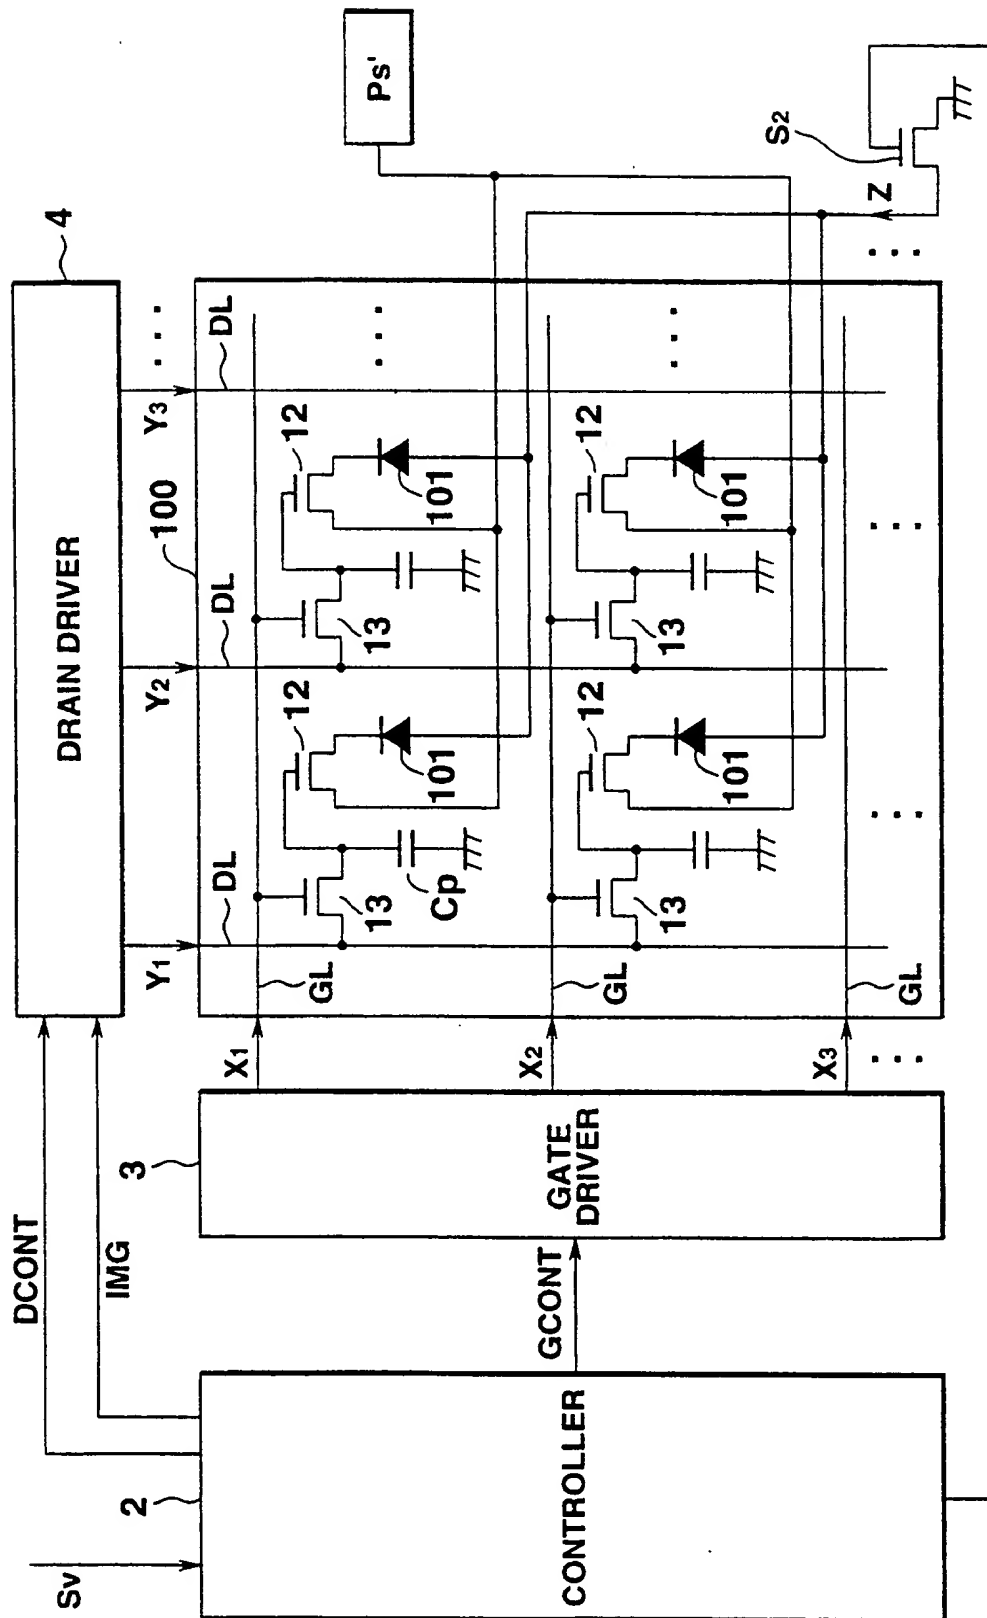 4
DRAIN DRIVER
Ps'
DCONT
IMG
Y1
Y2
Y3
DL
DL
DL
100
S2
Z
3
GATE
DRIVER
X1
X2
X3
GL
GL
GL
12
12
13
13
101
101
Cp
12
12
13
13
101
101
GCONT
2
CONTROLLER
Sv